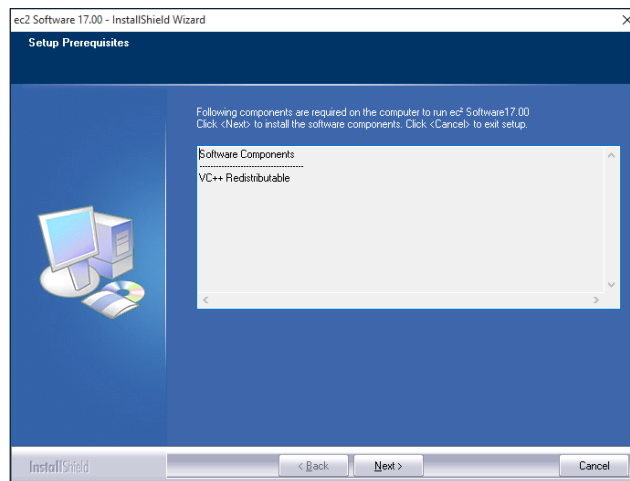 ec2 Software 17.00 - InstallShield Wizard
Setup Prerequisites
Following components are required on the computer to run ec² Software17.00
Click <Next> to install the software components. Click <Cancel> to exit setup.
Software Components
------------------------------------
VC++ Redistributable
InstallShield
< Back
Next >
Cancel